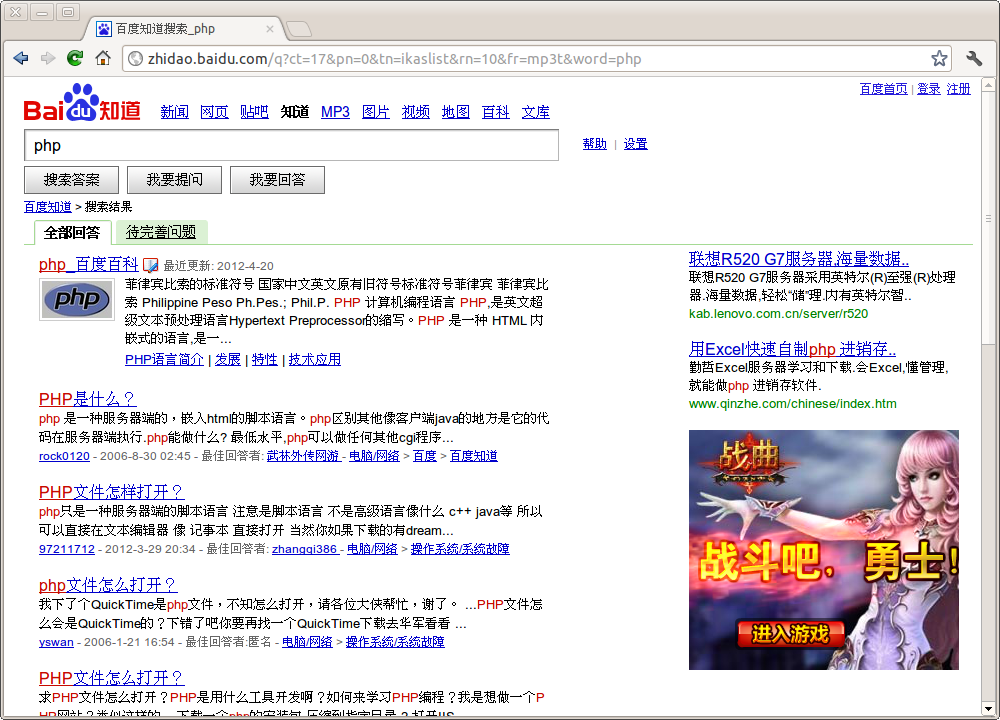 百度知道搜索_php
zhidao.baidu.com/q?ct=17&pn=0&tn=ikaslist&rn=10&fr=mp3t&word=php
百度首页 | 登录 注册
Bai du 知道 新闻 网页 贴吧 知道 MP3 图片 视频 地图 百科 文库
php
帮助 | 设置
搜索答案 我要提问 我要回答
百度知道 > 搜索结果
全部回答 待完善问题
php_百度百科 最近更新: 2012-4-20
php
菲律宾比索的标准符号 国家中文英文原有旧符号标准符号菲律宾 菲律宾比
索 Philippine Peso Ph.Pes.; Phil.P. PHP 计算机编程语言 PHP,是英文超
级文本预处理语言Hypertext Preprocessor的缩写。PHP 是一种 HTML 内
嵌式的语言,是一...
PHP语言简介 | 发展 | 特性 | 技术应用
PHP是什么？
php 是一种服务器端的，嵌入html的脚本语言。php区别其他像客户端java的地方是它的代
码在服务器端执行.php能做什么? 最低水平,php可以做任何其他cgi程序...
rock0120 - 2006-8-30 02:45 - 最佳回答者: 武林外传网游 - 电脑/网络 > 百度 > 百度知道
PHP文件怎样打开？
php只是一种服务器端的脚本语言 注意是脚本语言 不是高级语言像什么 c++ java等 所以
可以直接在文本编辑器 像 记事本 直接打开 当然你如果下载的有dream...
97211712 - 2012-3-29 20:34 - 最佳回答者: zhangqi386 - 电脑/网络 > 操作系统/系统故障
php文件怎么打开？
我下了个QuickTime是php文件，不知怎么打开，请各位大侠帮忙，谢了。 ...PHP文件怎
么会是QuickTime的？下错了吧你要再找一个QuickTime下载去华军看看 ...
yswan - 2006-1-21 16:54 - 最佳回答者:匿名 - 电脑/网络 > 操作系统/系统故障
PHP文件怎么打开？
求PHP文件怎么打开？PHP是用什么工具开发啊？如何来学习PHP编程？我是想做一个P
联想R520 G7服务器,海量数据..
联想R520 G7服务器采用英特尔(R)至强(R)处理
器.海量数据,轻松“储”理.内有英特尔智..
kab.lenovo.com.cn/server/r520
用Excel快速自制php 进销存..
勤哲Excel服务器学习和下载.会Excel,懂管理,
就能做php 进销存软件.
www.qinzhe.com/chinese/index.htm
战曲
战斗吧，勇士!
进入游戏